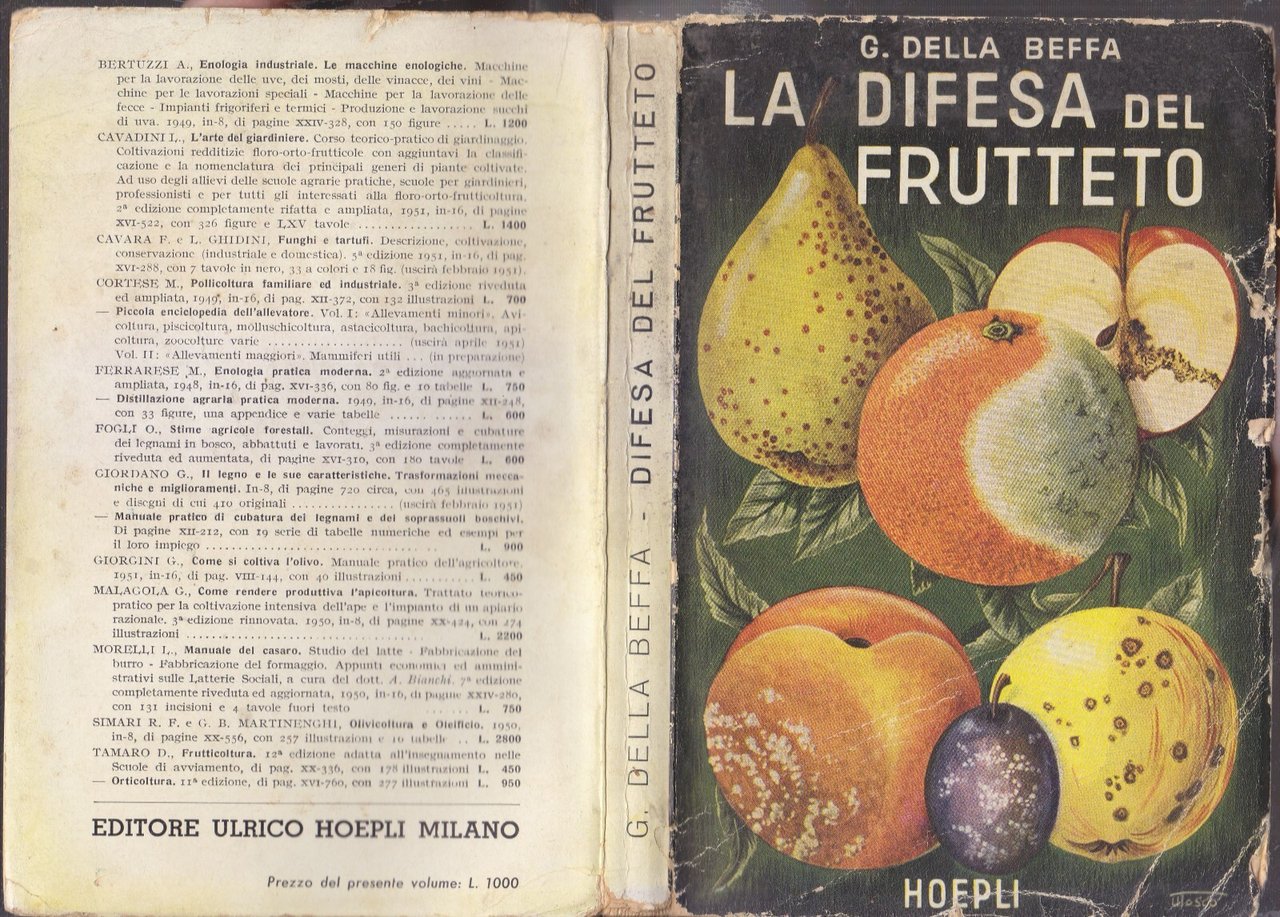 BERTUZZI A., Enologia industriale. Le macchine enologiche. Macchine
per la lavorazione delle uve, dei mosti, delle vinacce, dei vini - Mac-
chine per le lavorazioni speciali - Macchine per la lavorazione delle
fecce - Impianti frigoriferi e termici - Produzione e lavorazione succhi
di uva. 1949, in-8, di pagine XXIV-328, con 150 figure ..... L. 1200
CAVADINI L., L'arte del giardiniere. Corso teorico-pratico di giardinaggio.
Coltivazioni redditizie floro-orto-frutticole con aggiuntavi la classifi-
cazione e la nomenclatura dei principali generi di piante coltivate.
Ad uso degli allievi delle scuole agrarie pratiche, scuole per giardinieri,
professionisti e per tutti gli interessati alla floro-orto-frutticoltura.
2ª edizione completamente rifatta e ampliata, 1951, in-16, di pagine
XVI-522, con 326 figure e LXV tavole ................. L. 1400
CAVARA F. e L. GHIDINI, Funghi e tartufi. Descrizione, coltivazione,
conservazione (industriale e domestica). 5ª edizione 1951, in-16, di pag.
XVI-288, con 7 tavole in nero, 33 a colori e 18 fig. (uscirà febbraio 1951).
CORTESE M., Pollicoltura familiare ed industriale. 3ª edizione riveduta
ed ampliata, 1949, in-16, di pag. XII-372, con 132 illustrazioni L. 700
— Piccola enciclopedia dell'allevatore. Vol. I: «Allevamenti minori». Avi-
coltura, piscicoltura, molluschicoltura, astacicoltura, bachicoltura, api-
coltura, zoocolture varie .................... (uscirà aprile 1951)
Vol. II: «Allevamenti maggiori». Mammiferi utili ... (in preparazione)
FERRARESE M., Enologia pratica moderna. 2ª edizione aggiornata e
ampliata, 1948, in-16, di pag. XVI-336, con 80 fig. e 10 tabelle L. 750
— Distillazione agraria pratica moderna. 1949, in-16, di pagine XII-248,
con 33 figure, una appendice e varie tabelle .......... L. 600
FOGLI O., Stime agricole forestali. Conteggi, misurazioni e cubature
dei legnami in bosco, abbattuti e lavorati. 3ª edizione completamente
riveduta ed aumentata, di pagine XVI-310, con 180 tavole L. 600
GIORDANO G., Il legno e le sue caratteristiche. Trasformazioni mecca-
niche e miglioramenti. In-8, di pagine 720 circa, con 465 illustrazioni
e disegni di cui 410 originali ................ (uscirà febbraio 1951)
— Manuale pratico di cubatura dei legnami e dei soprassuoli boschivi.
Di pagine XII-212, con 19 serie di tabelle numeriche ed esempi per
il loro impiego ................................... L. 900
GIORGINI G., Come si coltiva l'olivo. Manuale pratico dell'agricoltore.
1951, in-16, di pag. VIII-144, con 40 illustrazioni ........... L. 450
MALAGOLA G., Come rendere produttiva l'apicoltura. Trattato teorico-
pratico per la coltivazione intensiva dell'ape e l'impianto di un apiario
razionale. 3ª edizione rinnovata. 1950, in-8, di pagine XX-424, con 274
illustrazioni ................................... L. 2200
MORELLI L., Manuale del casaro. Studio del latte - Fabbricazione del
burro - Fabbricazione del formaggio. Appunti economici ed ammini-
strativi sulle Latterie Sociali, a cura del dott. A. Bianchi. 7ª edizione
completamente riveduta ed aggiornata, 1950, in-16, di pagine XXIV-280,
con 131 incisioni e 4 tavole fuori testo ...... L. 750
SIMARI R. F. e G. B. MARTINENGHI, Olivicoltura e Oleificio. 1950,
in-8, di pagine XX-556, con 257 illustrazioni e 10 tabelle .. L. 2800
TAMARO D., Frutticoltura. 12ª edizione adatta all'insegnamento nelle
Scuole di avviamento, di pag. XX-336, con 178 illustrazioni L. 450
— Orticoltura. 11ª edizione, di pag. XVI-760, con 277 illustrazioni L. 950
EDITORE ULRICO HOEPLI MILANO
Prezzo del presente volume: L. 1000
G. DELLA BEFFA - DIFESA DEL FRUTTETO
G. DELLA BEFFA
LA DIFESA DEL
FRUTTETO
HOEPLI